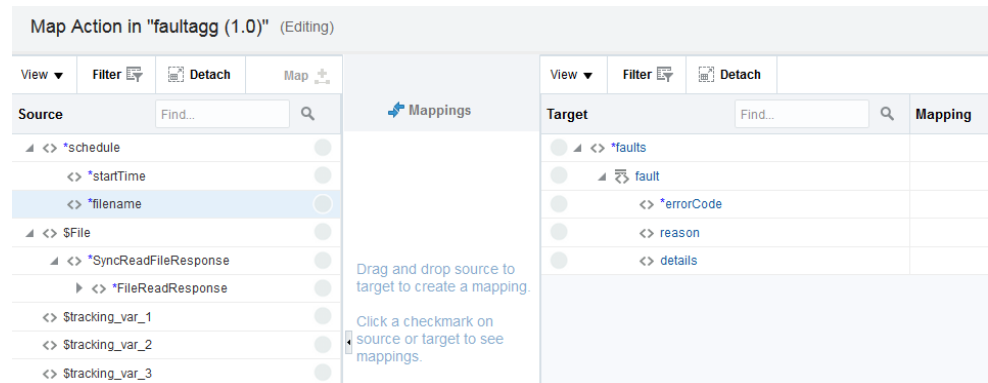 Map Action in "faultagg (1.0)" (Editing)
View Filter Detach Map
Source Find...
*schedule
*startTime
*filename
$File
*SyncReadFileResponse
*FileReadResponse
$tracking_var_1
$tracking_var_2
$tracking_var_3
Mappings
Drag and drop source to
target to create a mapping.
Click a checkmark on
source or target to see
mappings.
View Filter Detach
Target Find... Mapping
*faults
fault
*errorCode
reason
details